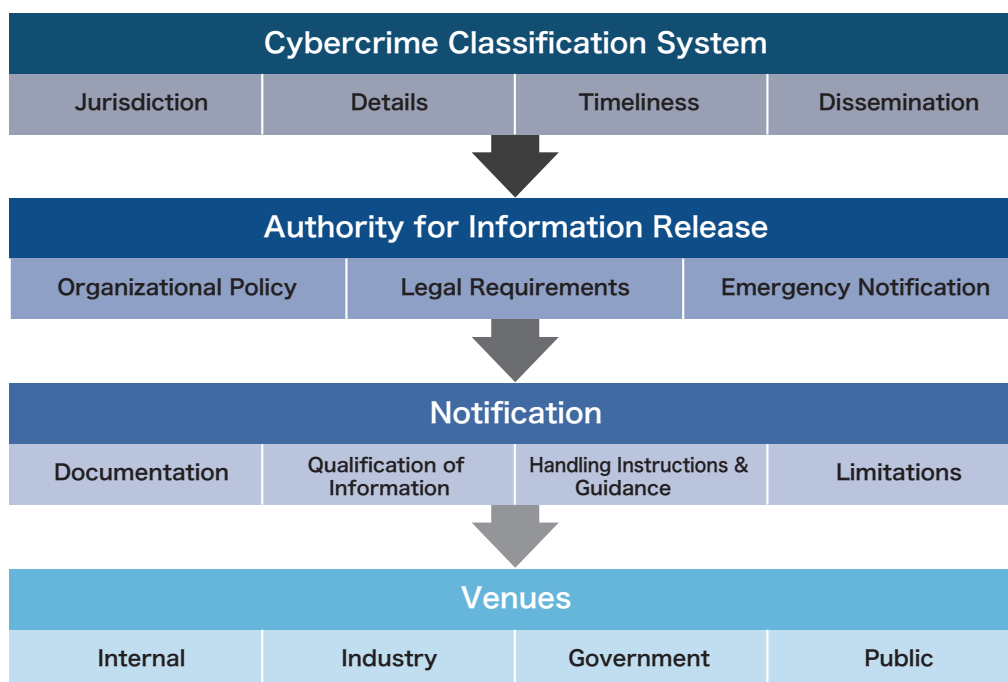 Cybercrime Classification System
Jurisdiction
Details
Timeliness
Dissemination
Authority for Information Release
Organizational Policy
Legal Requirements
Emergency Notification
Notification
Documentation
Qualification of
Information
Handling Instructions &
Guidance
Limitations
Venues
Internal
Industry
Government
Public